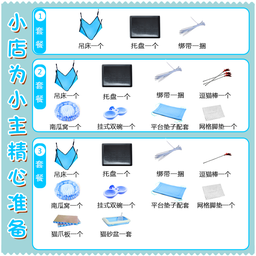 小店为小主精心准备
1
套餐
吊床一个
托盘一个
绑带一捆
2
套餐
吊床一个
托盘一个
绑带一捆
逗猫棒一个
南瓜窝一个
挂式双碗一个
平台垫子配套
网格脚垫一个
3
套餐
吊床一个
托盘一个
绑带一捆
逗猫棒一个
南瓜窝一个
挂式双碗一个
平台垫子配套
网格脚垫一个
猫爪板一个
猫砂盆一套